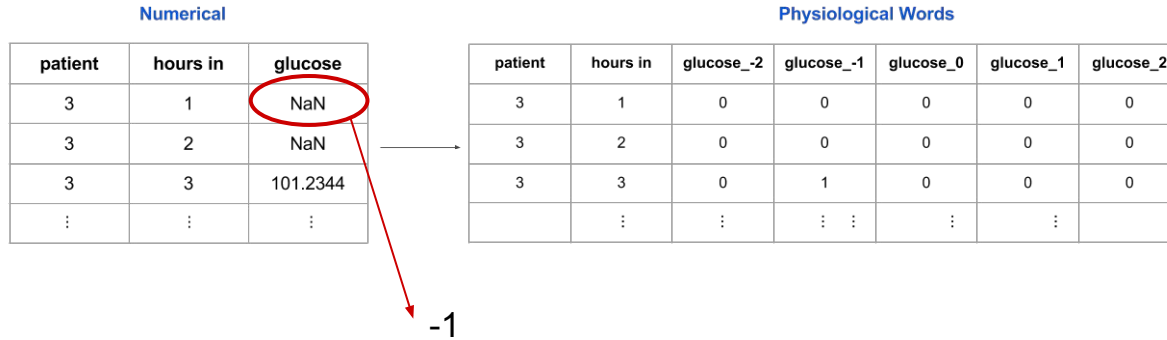 Numerical Physiological Words
patient hours in glucose patient hours in glucose_-2 glucose_-1 glucose_0 glucose_1 glucose_2
3 1 NaN 3 1 0 0 0 0 0
3 2 NaN 3 2 0 0 0 0 0
3 3 101.2344 3 3 0 1 0 0 0
⋮ ⋮ ⋮ ⋮ ⋮ ⋮ ⋮ ⋮ ⋮
-1